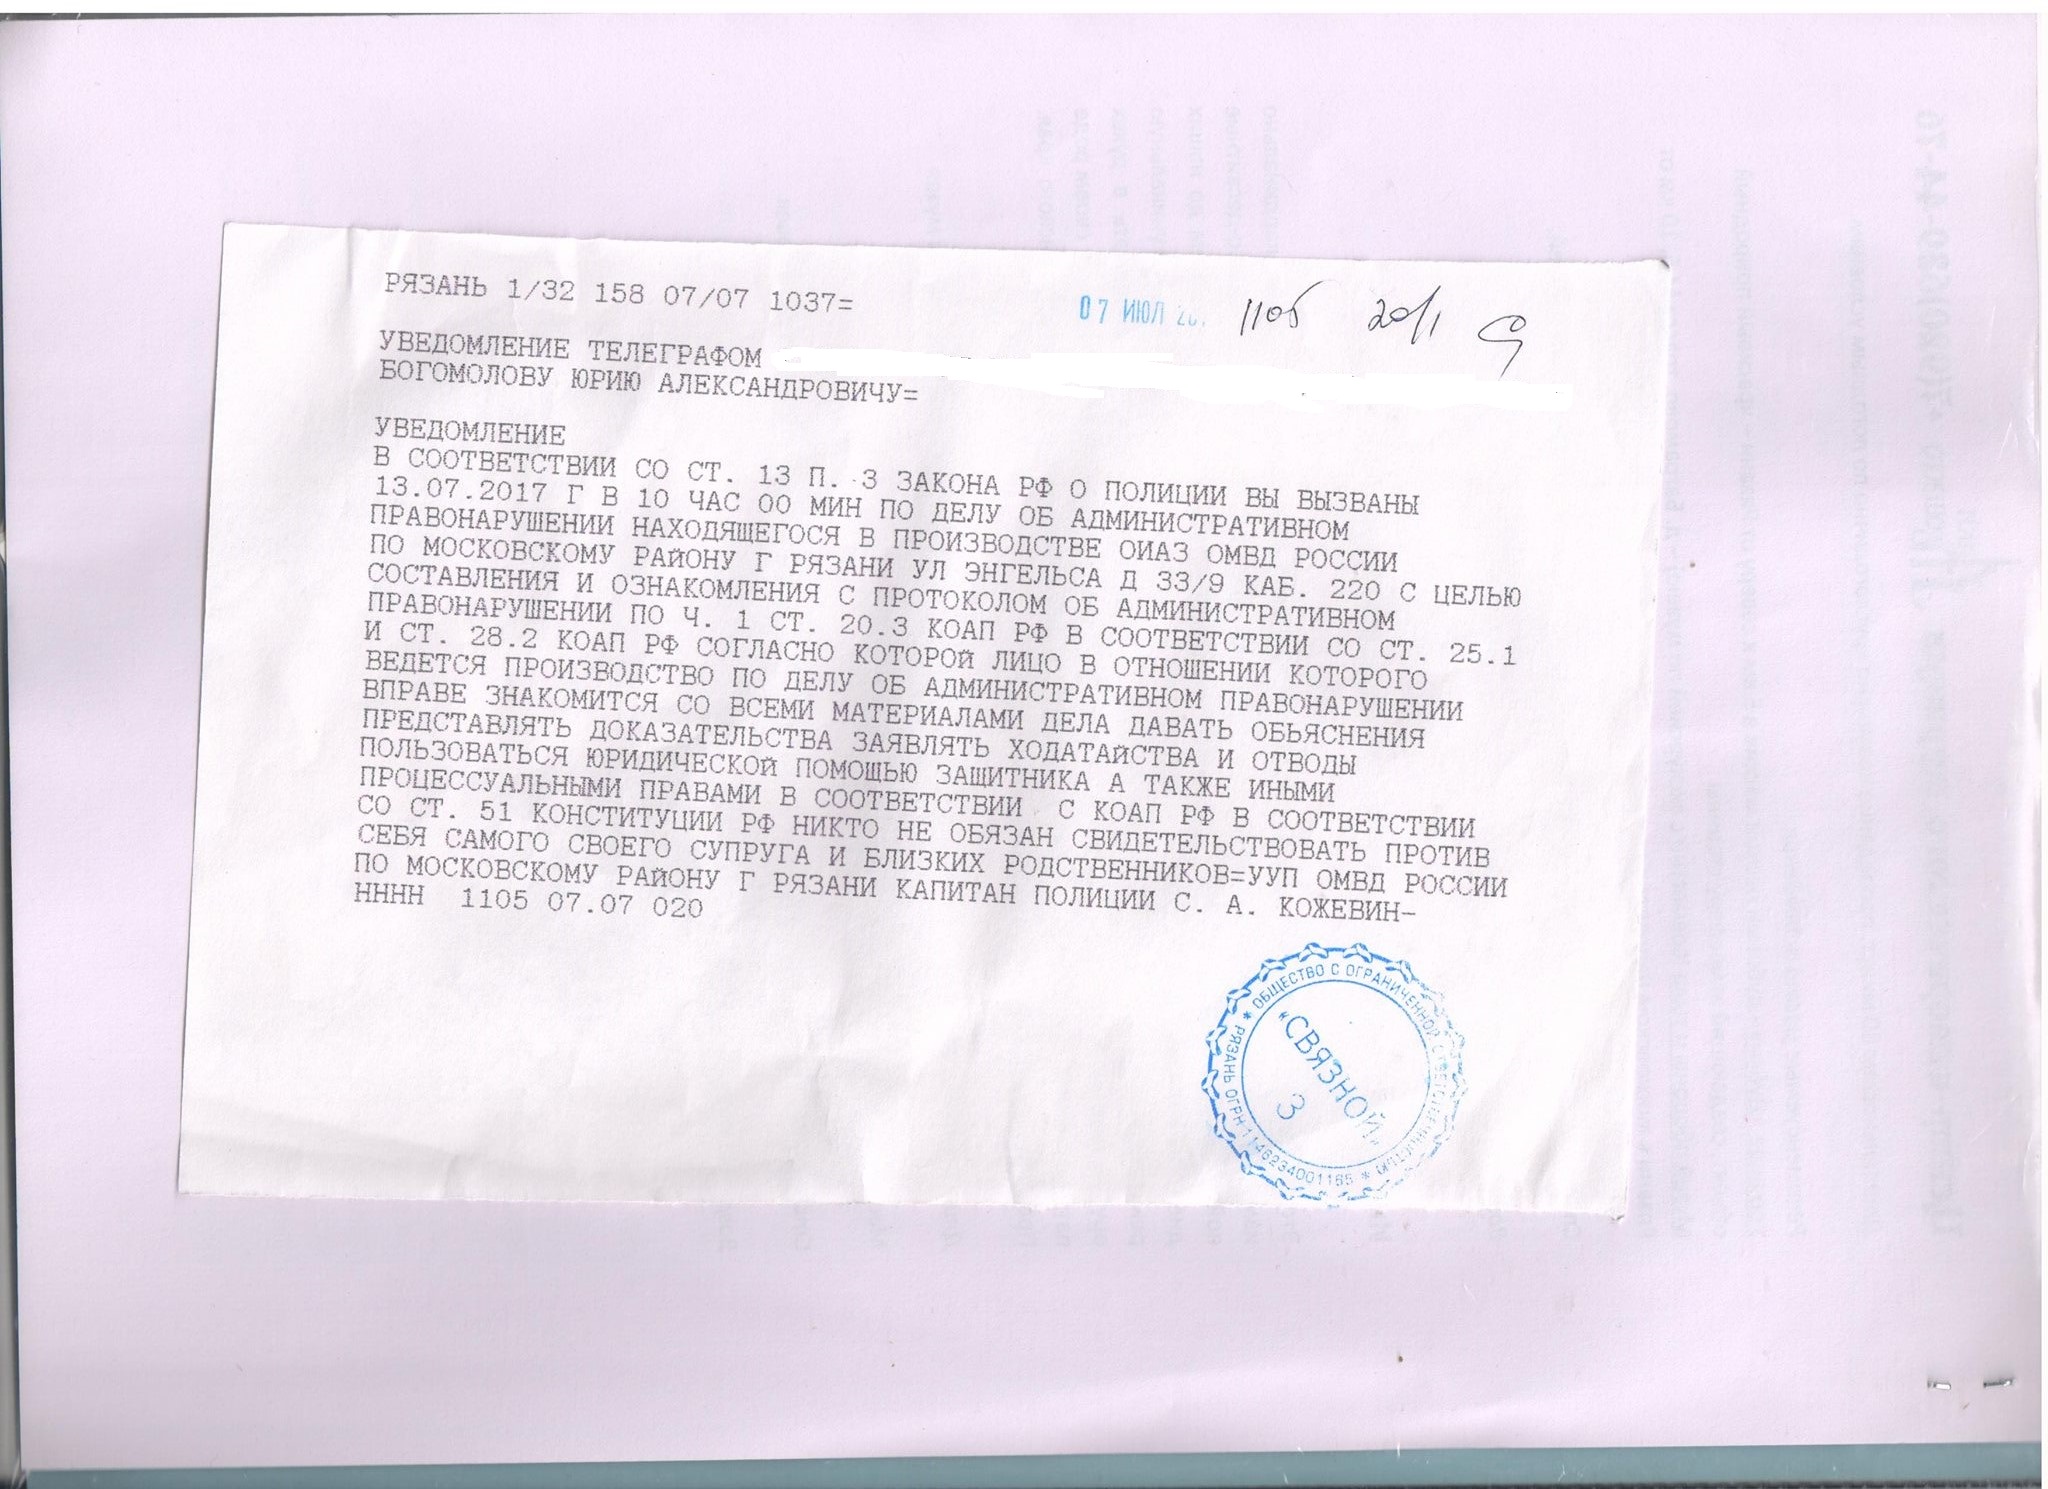 РЯЗАНЬ 1/32 158 07/07 1037=
07 ИЮЛ 1105
УВЕДОМЛЕНИЕ ТЕЛЕГРАФОМ
БОГОМОЛОВУ ЮРИЮ АЛЕКСАНДРОВИЧУ=
УВЕДОМЛЕНИЕ
В СООТВЕТСТВИИ СО СТ. 13 П. 3 ЗАКОНА РФ О ПОЛИЦИИ ВЫ ВЫЗВАНЫ
13.07.2017 Г В 10 ЧАС 00 МИН ПО ДЕЛУ ОБ АДМИНИСТРАТИВНОМ
ПРАВОНАРУШЕНИИ НАХОДЯЩЕГОСЯ В ПРОИЗВОДСТВЕ ОИАЗ ОМВД РОССИИ
ПО МОСКОВСКОМУ РАЙОНУ Г РЯЗАНИ УЛ ЭНГЕЛЬСА Д 33/9 КАБ. 220 С ЦЕЛЬЮ
СОСТАВЛЕНИЯ И ОЗНАКОМЛЕНИЯ С ПРОТОКОЛОМ ОБ АДМИНИСТРАТИВНОМ
ПРАВОНАРУШЕНИИ ПО Ч. 1 СТ. 20.3 КОАП РФ В СООТВЕТСТВИИ СО СТ. 25.1
И СТ. 28.2 КОАП РФ СОГЛАСНО КОТОРОЙ ЛИЦО В ОТНОШЕНИИ КОТОРОГО
ВЕДЕТСЯ ПРОИЗВОДСТВО ПО ДЕЛУ ОБ АДМИНИСТРАТИВНОМ ПРАВОНАРУШЕНИИ
ВПРАВЕ ЗНАКОМИТСЯ СО ВСЕМИ МАТЕРИАЛАМИ ДЕЛА ДАВАТЬ ОБЬЯСНЕНИЯ
ПРЕДСТАВЛЯТЬ ДОКАЗАТЕЛЬСТВА ЗАЯВЛЯТЬ ХОДАТАЙСТВА И ОТВОДЫ
ПОЛЬЗОВАТЬСЯ ЮРИДИЧЕСКОЙ ПОМОЩЬЮ ЗАЩИТНИКА А ТАКЖЕ ИНЫМИ
ПРОЦЕССУАЛЬНЫМИ ПРАВАМИ В СООТВЕТСТВИИ С КОАП РФ В СООТВЕТСТВИИ
СО СТ. 51 КОНСТИТУЦИИ РФ НИКТО НЕ ОБЯЗАН СВИДЕТЕЛЬСТВОВАТЬ ПРОТИВ
СЕБЯ САМОГО СВОЕГО СУПРУГА И БЛИЗКИХ РОДСТВЕННИКОВ=УУП ОМВД РОССИИ
ПО МОСКОВСКОМУ РАЙОНУ Г РЯЗАНИ КАПИТАН ПОЛИЦИИ С. А. КОЖЕВИН-
НННН 1105 07.07 020
* ОБЩЕСТВО С ОГРАНИЧЕННОЙ ОТВЕТСТВЕННОСТЬЮ *
РЯЗАНЬ ОГРН 1146234001165
«СВЯЗНОЙ»
3